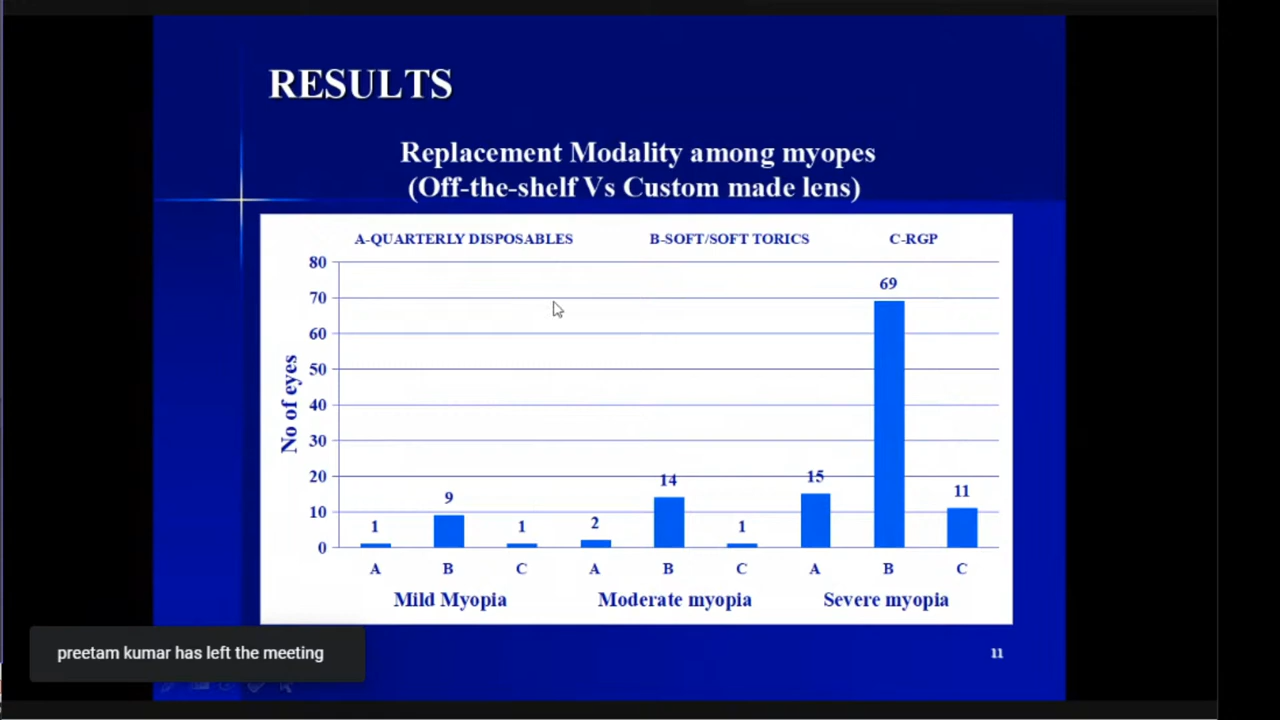 RESULTS
Replacement Modality among myopes
(Off-the-shelf Vs Custom made lens)
A-QUARTERLY DISPOSABLES B-SOFT/SOFT TORICS C-RGP
No of eyes
80
70
60
50
40
30
20
10
0
1 9 1 2 14 1 15 69 11
A B C A B C A B C
Mild Myopia Moderate myopia Severe myopia
preetam kumar has left the meeting
11